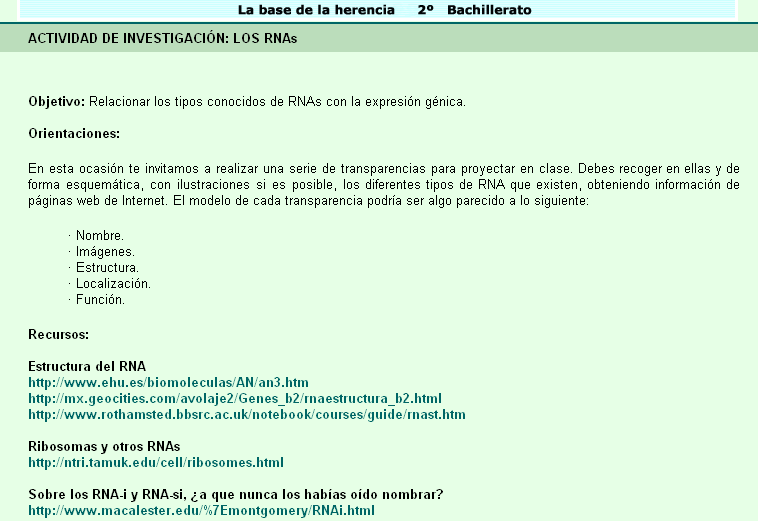 La base de la herencia 2º Bachillerato
ACTIVIDAD DE INVESTIGACIÓN: LOS RNAs
Objetivo: Relacionar los tipos conocidos de RNAs con la expresión génica.
Orientaciones:
En esta ocasión te invitamos a realizar una serie de transparencias para proyectar en clase. Debes recoger en ellas y de
forma esquemática, con ilustraciones si es posible, los diferentes tipos de RNA que existen, obteniendo información de
páginas web de Internet. El modelo de cada transparencia podría ser algo parecido a lo siguiente:
· Nombre.
· Imágenes.
· Estructura.
· Localización.
· Función.
Recursos:
Estructura del RNA
http://www.ehu.es/biomoleculas/AN/an3.htm
http://mx.geocities.com/avolaje2/Genes_b2/rnaestructura_b2.html
http://www.rothamsted.bbsrc.ac.uk/notebook/courses/guide/rnast.htm
Ribosomas y otros RNAs
http://ntri.tamuk.edu/cell/ribosomes.html
Sobre los RNA-i y RNA-si, ¿a que nunca los habías oído nombrar?
http://www.macalester.edu/%7Emontgomery/RNAi.html